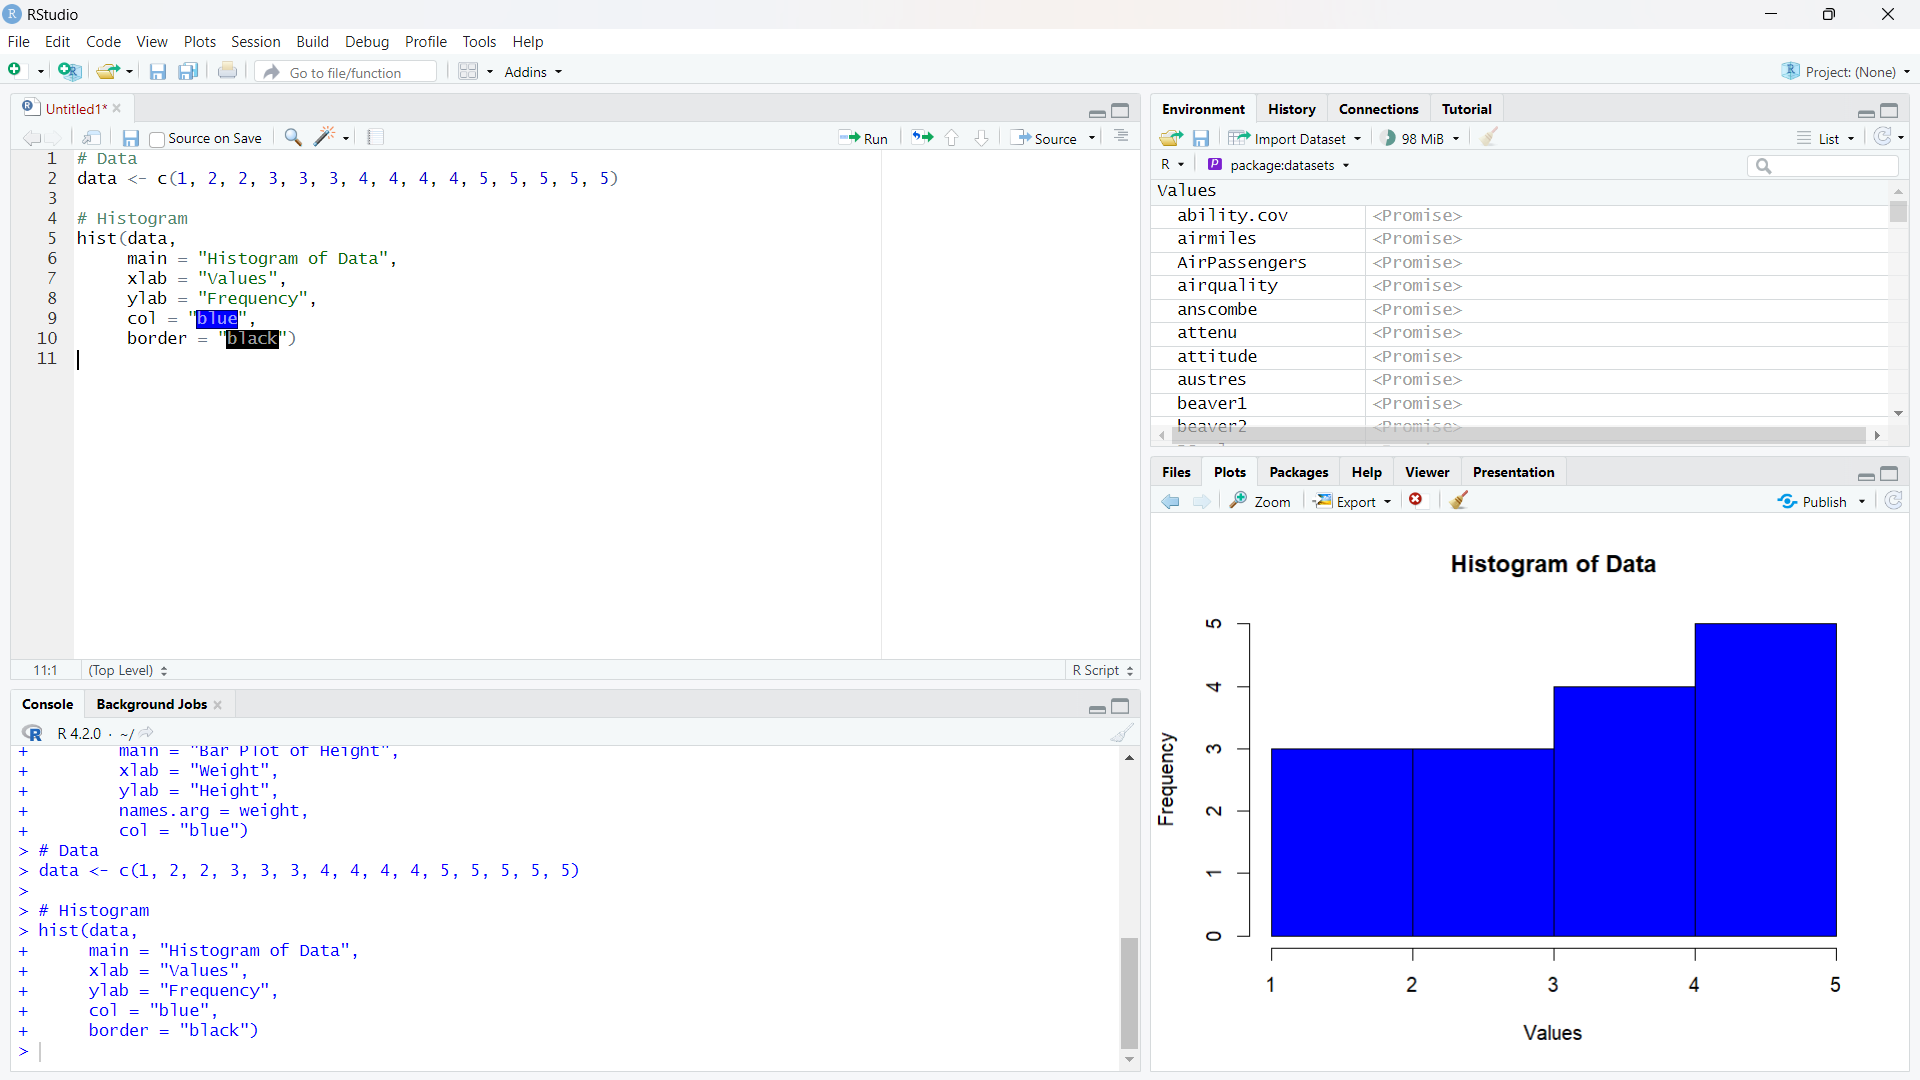 RStudio
File Edit Code View Plots Session Build Debug Profile Tools Help
Go to file/function Addins Project: (None)
Untitled1*
Source on Save Run Source
1 # Data
2 data <- c(1, 2, 2, 3, 3, 3, 4, 4, 4, 4, 5, 5, 5, 5, 5)
3
4 # Histogram
5 hist(data,
6 main = "Histogram of Data",
7 xlab = "Values",
8 ylab = "Frequency",
9 col = "blue",
10 border = "black")
11
11:1 (Top Level) R Script
Console Background Jobs
R 4.2.0 · ~/
+ main = "Bar Plot of Height",
+ xlab = "Weight",
+ ylab = "Height",
+ names.arg = weight,
+ col = "blue")
> # Data
> data <- c(1, 2, 2, 3, 3, 3, 4, 4, 4, 4, 5, 5, 5, 5, 5)
>
> # Histogram
> hist(data,
+ main = "Histogram of Data",
+ xlab = "Values",
+ ylab = "Frequency",
+ col = "blue",
+ border = "black")
>
Environment History Connections Tutorial
Import Dataset 98 MiB List
R package:datasets
Values
ability.cov <Promise>
airmiles <Promise>
AirPassengers <Promise>
airquality <Promise>
anscombe <Promise>
attenu <Promise>
attitude <Promise>
austres <Promise>
beaver1 <Promise>
beaver2 <Promise>
Files Plots Packages Help Viewer Presentation
Zoom Export Publish
Histogram of Data
Frequency
5
4
3
2
1
0
1 2 3 4 5
Values